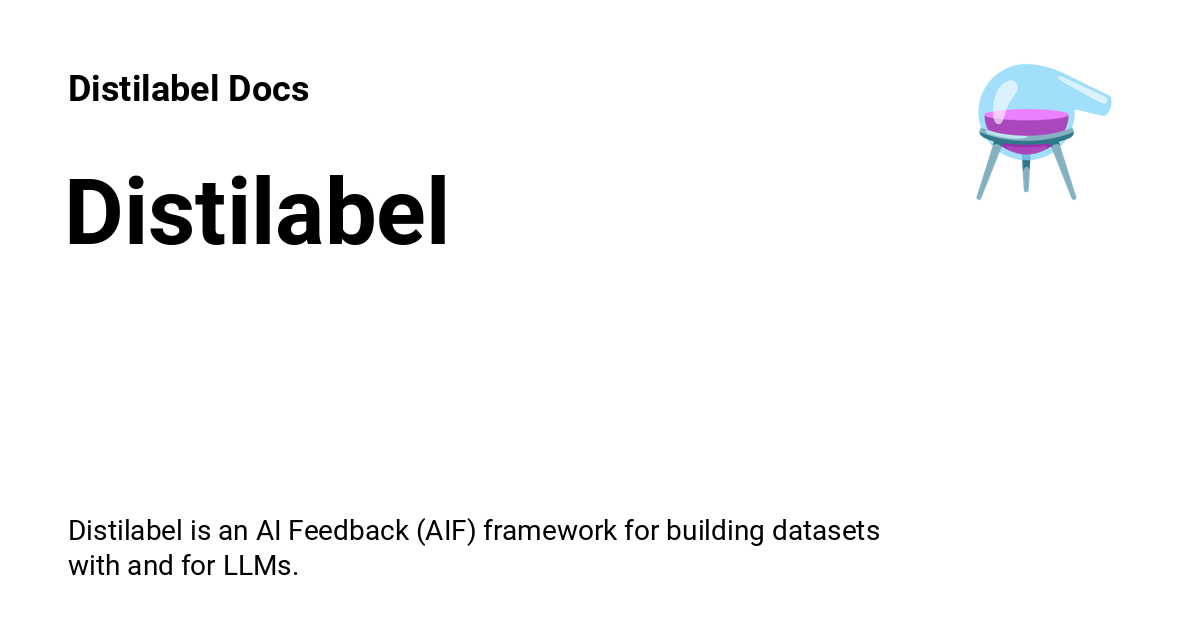 Distilabel Docs
Distilabel
Distilabel is an AI Feedback (AIF) framework for building datasets
with and for LLMs.